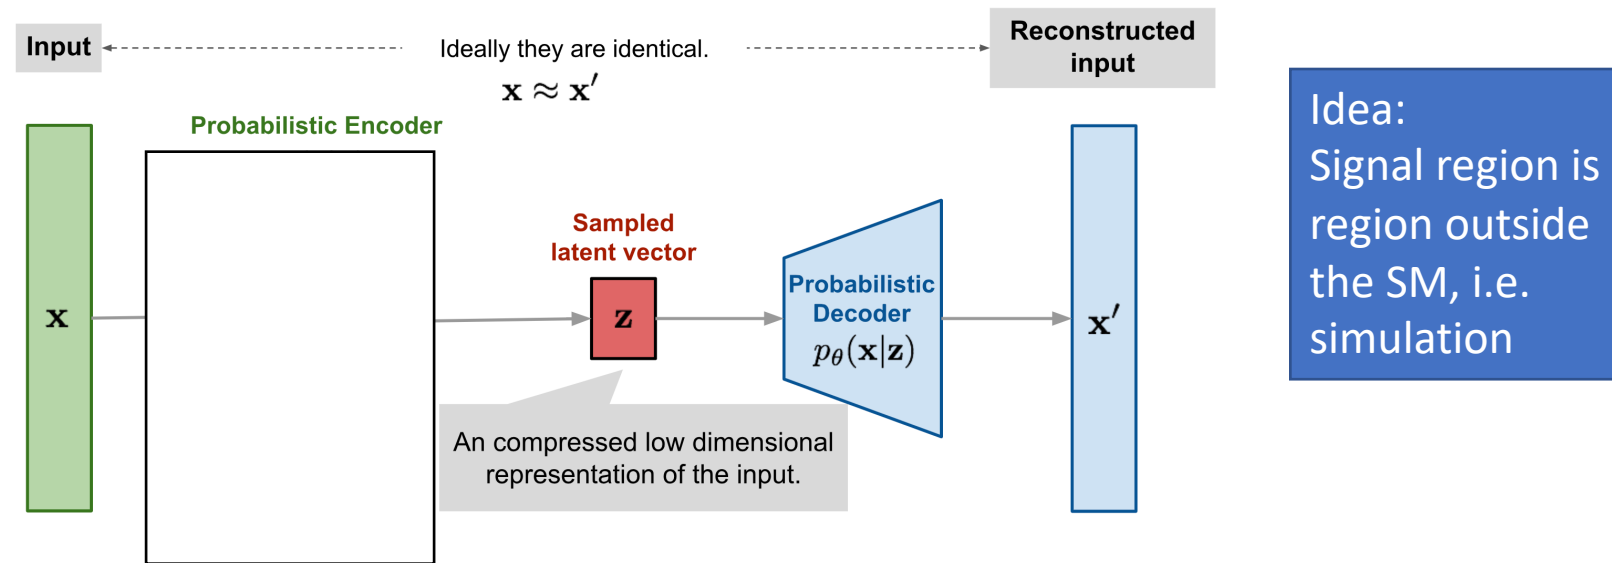 Input
Ideally they are identical.
x ≈ x′
Reconstructed
input
Probabilistic Encoder
x
Sampled
latent vector
z
Probabilistic
Decoder
pθ(x|z)
x′
An compressed low dimensional
representation of the input.
Idea:
Signal region is
region outside
the SM, i.e.
simulation